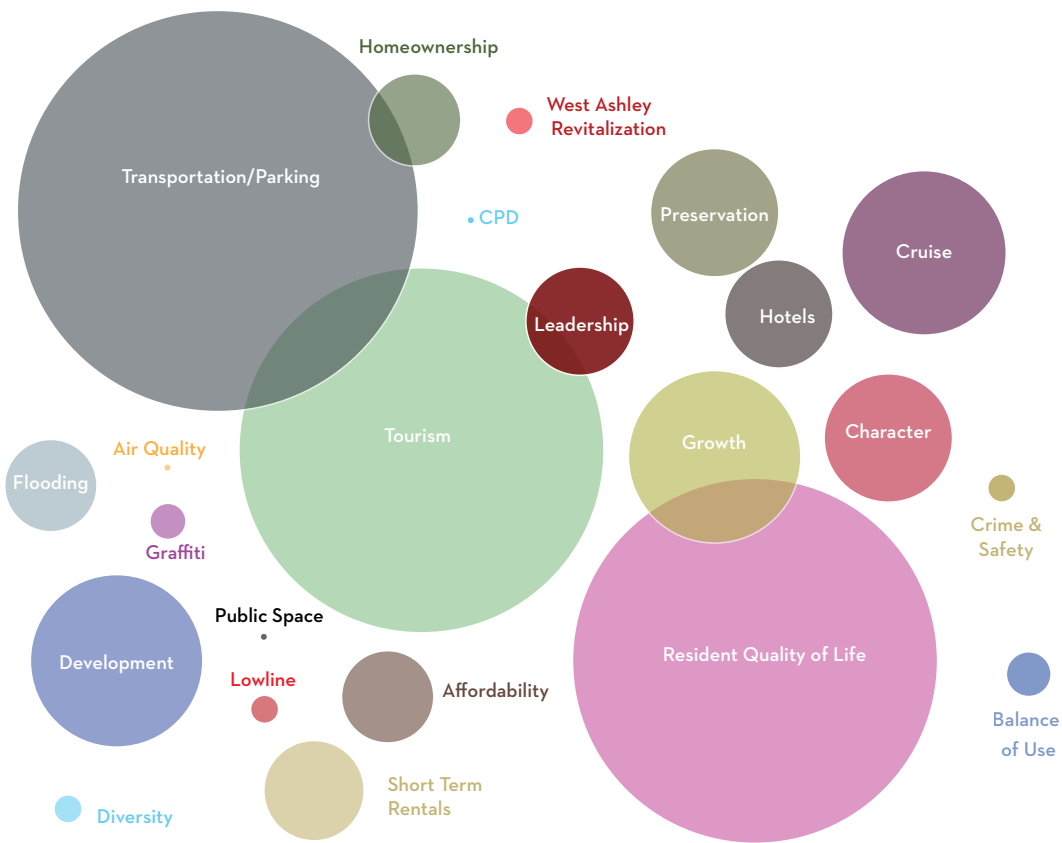 Homeownership
West Ashley
Revitalization
Transportation/Parking
CPD
Preservation
Cruise
Hotels
Leadership
Tourism
Growth
Character
Air Quality
Flooding
Graffiti
Crime &
Safety
Public Space
Development
Lowline
Affordability
Resident Quality of Life
Balance
of Use
Short Term
Rentals
Diversity